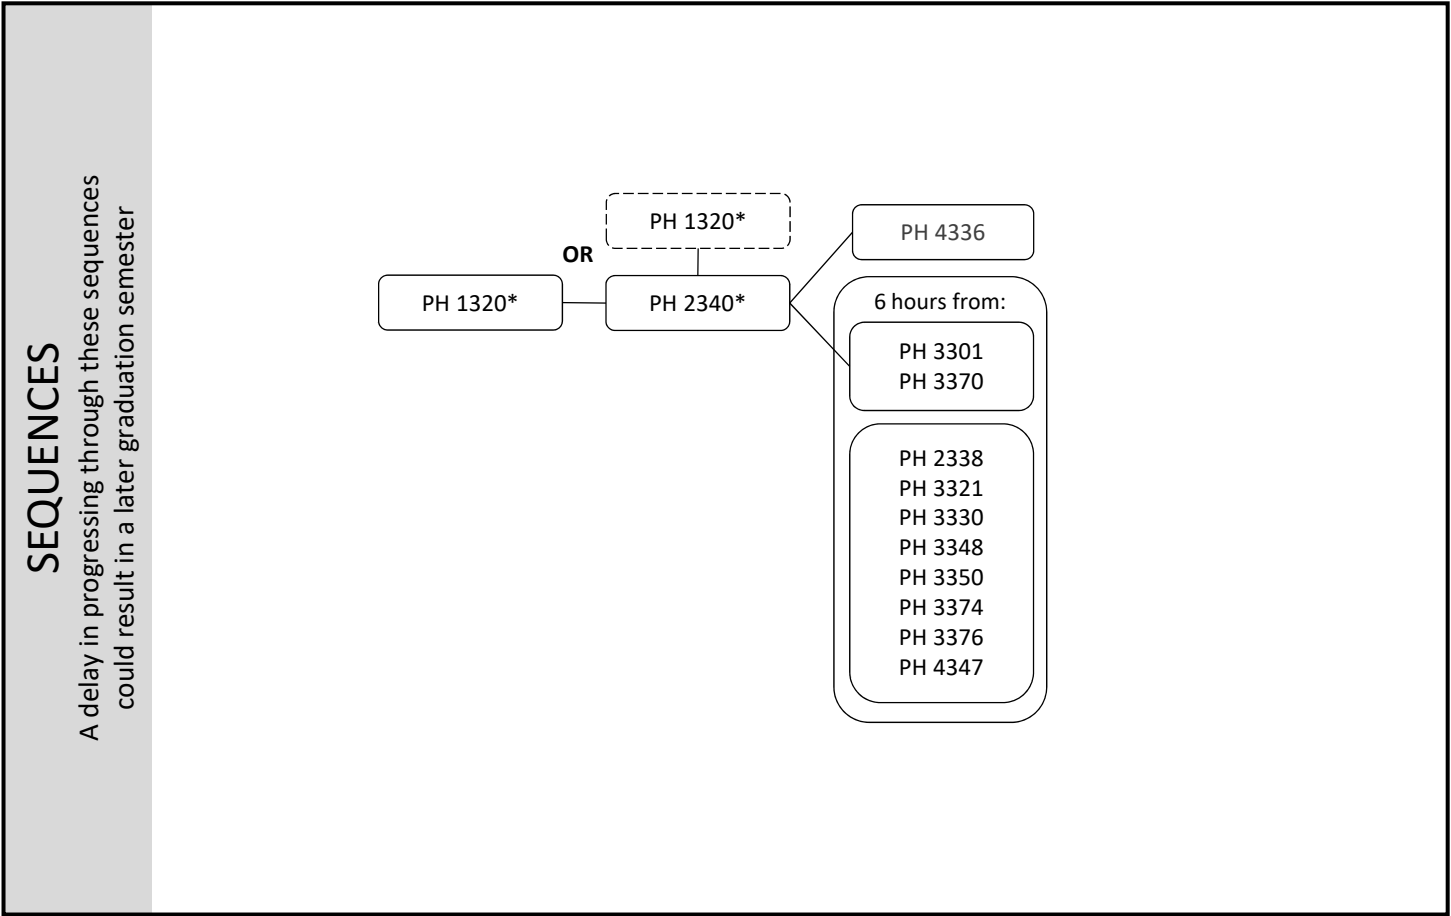 SEQUENCES
A delay in progressing through these sequences
could result in a later graduation semester
PH 1320*
OR
PH 1320*
PH 2340*
PH 4336
6 hours from:
PH 3301
PH 3370
PH 2338
PH 3321
PH 3330
PH 3348
PH 3350
PH 3374
PH 3376
PH 4347